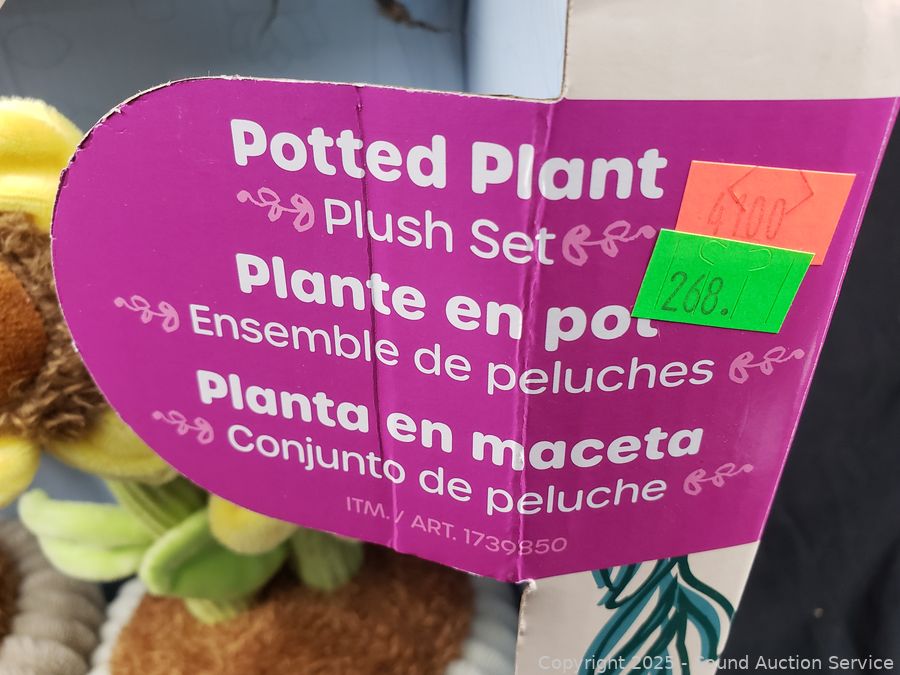 Potted Plant
Plush Set
4100
268.
Plante en pot
Ensemble de peluches
Planta en maceta
Conjunto de peluche
ITM. / ART. 1739850
Copyright 2025 - Sound Auction Service